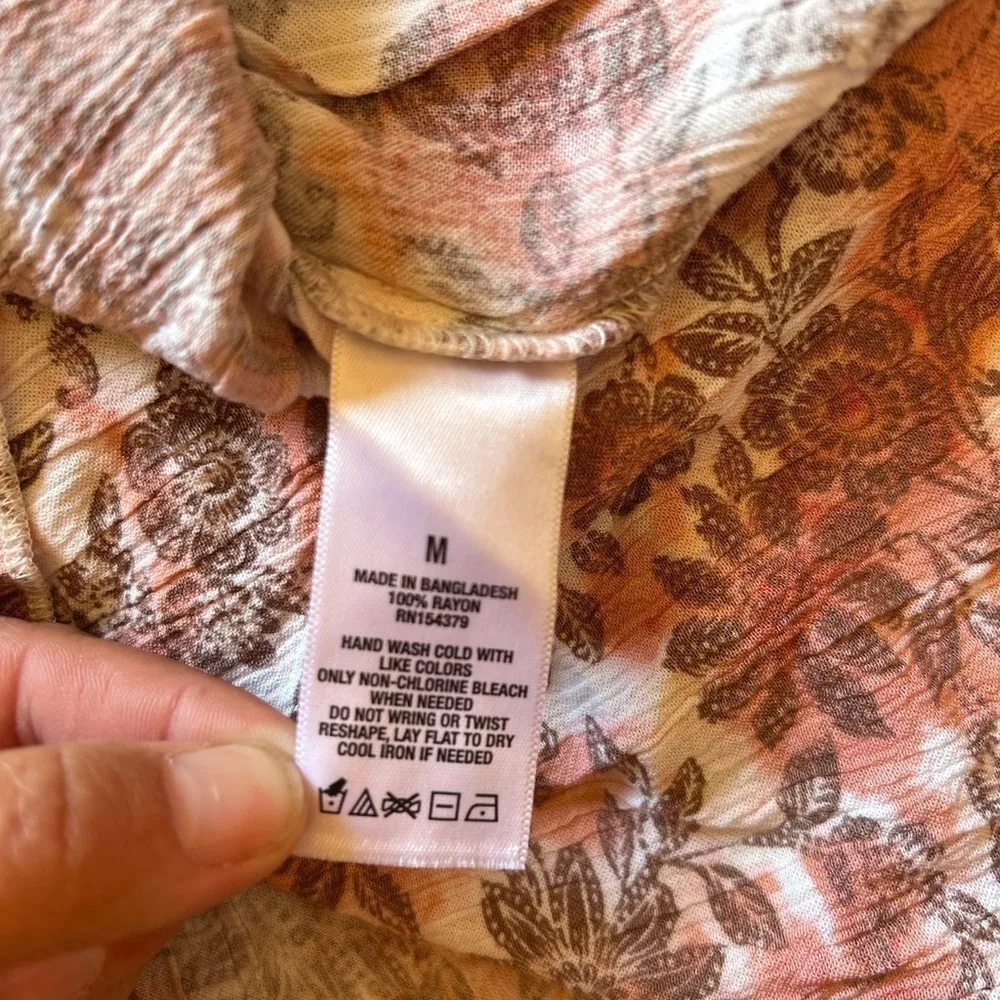 M
MADE IN BANGLADESH
100% RAYON
RN154379
HAND WASH COLD WITH
LIKE COLORS
ONLY NON-CHLORINE BLEACH
WHEN NEEDED
DO NOT WRING OR TWIST
RESHAPE, LAY FLAT TO DRY
COOL IRON IF NEEDED